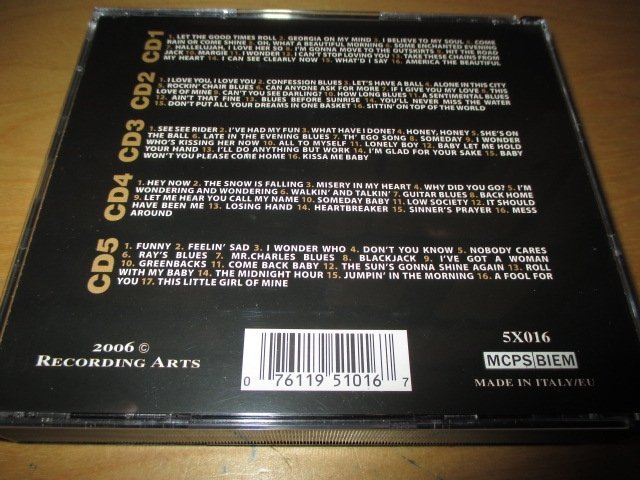 CD1
1. LET THE GOOD TIMES ROLL 2. GEORGIA ON MY MIND 3. I BELIEVE TO MY SOUL 4. COME
RAIN OR COME SHINE 5. OH, WHAT A BEAUTIFUL MORNING 6. SOME ENCHANTED EVENING
7. HALLELUJAH, I LOVE HER SO 8. I'M GONNA MOVE TO THE OUTSKIRTS 9. HIT THE ROAD
JACK 10. MARGIE 11. I WONDER 12. I CAN'T STOP LOVING YOU 13. TAKE THESE CHAINS FROM
MY HEART 14. I CAN SEE CLEARLY NOW 15. WHAT'D I SAY 16. AMERICA THE BEAUTIFUL
CD2
1. I LOVE YOU, I LOVE YOU 2. CONFESSION BLUES 3. LET'S HAVE A BALL 4. ALONE IN THIS CITY
5. ROCKIN' CHAIR BLUES 6. CAN ANYONE ASK FOR MORE 7. IF I GIVE YOU MY LOVE 8. THIS
LOVE OF MINE 9. CAN'T YOU SEE DARLING? 10. HOW LONG BLUES 11. A SENTIMENTAL BLUES
12. AIN'T THAT FINE 13. BLUES BEFORE SUNRISE 14. YOU'LL NEVER MISS THE WATER
15. DON'T PUT ALL YOUR DREAMS IN ONE BASKET 16. SITTIN' ON TOP OF THE WORLD
CD3
1. SEE SEE RIDER 2. I'VE HAD MY FUN 3. WHAT HAVE I DONE? 4. HONEY, HONEY 5. SHE'S ON
THE BALL 6. LATE IN THE EVENING BLUES 7. TH' EGO SONG 8. SOMEDAY 9. I WONDER
WHO'S KISSING HER NOW 10. ALL TO MYSELF 11. LONELY BOY 12. BABY LET ME HOLD
YOUR HAND 13. I'LL DO ANYTHING BUT WORK 14. I'M GLAD FOR YOUR SAKE 15. BABY
WON'T YOU PLEASE COME HOME 16. KISSA ME BABY
CD4
1. HEY NOW 2. THE SNOW IS FALLING 3. MISERY IN MY HEART 4. WHY DID YOU GO? 5. I'M
WONDERING AND WONDERING 6. WALKIN' AND TALKIN' 7. GUITAR BLUES 8. BACK HOME
9. LET ME HEAR YOU CALL MY NAME 10. SOMEDAY BABY 11. LOW SOCIETY 12. IT SHOULD
HAVE BEEN ME 13. LOSING HAND 14. HEARTBREAKER 15. SINNER'S PRAYER 16. MESS
AROUND
CD5
1. FUNNY 2. FEELIN' SAD 3. I WONDER WHO 4. DON'T YOU KNOW 5. NOBODY CARES
6. RAY'S BLUES 7. MR.CHARLES BLUES 8. BLACKJACK 9. I'VE GOT A WOMAN
10. GREENBACKS 11. COME BACK BABY 12. THE SUN'S GONNA SHINE AGAIN 13. ROLL
WITH MY BABY 14. THE MIDNIGHT HOUR 15. JUMPIN' IN THE MORNING 16. A FOOL FOR
YOU 17. THIS LITTLE GIRL OF MINE
2006 ©
RECORDING ARTS
0 76119 51016 7
5X016
MCPS BIEM
MADE IN ITALY/EU